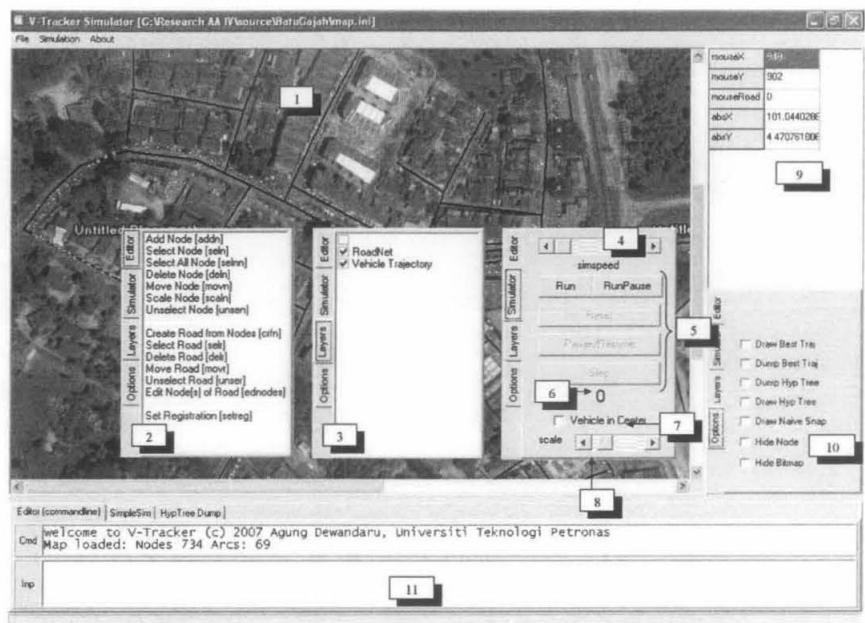 V-Tracker Simulator [G:\Research AA IV\source\BatuGajah\map.ini]
File Simulation About
1
mouseX
mouseY 902
mouseRoad 0
absX 101.0440286
absY
9
Untitled
Editor
Simulator
Layers
Options
Add Node [addn]
Select Node [seln]
Select All Node [selnn]
Delete Node [deln]
Move Node [movn]
Scale Node [scaln]
Unselect Node [unsen]
Create Road from Nodes [crfn]
Select Road [selr]
Delete Road [delr]
Move Road [movr]
Unselect Road [unser]
Edit Node(s) of Road [ednodes]
Set Registration [setreg]
2
Editor
Simulator
Layers
Options
RoadNet
Vehicle Trajectory
3
Editor
Simulator
Layers
Options
4
simspeed
Run RunPause
Pause/Resume
Step
5
6
0
Vehicle in Center
7
scale
8
Editor
Simulator
Layers
Options
Draw Best Traj
Dump Best Traj
Dump Hyp Tree
Draw Hyp Tree
Draw Naive Snap
Hide Node
Hide Bitmap
10
Editor (commandline) SimpleSim HypTree Dump
Cmd
welcome to V-Tracker (c) 2007 Agung Dewandaru, Universiti Teknologi Petronas
Map loaded: Nodes 734 Arcs: 69
Inp
11